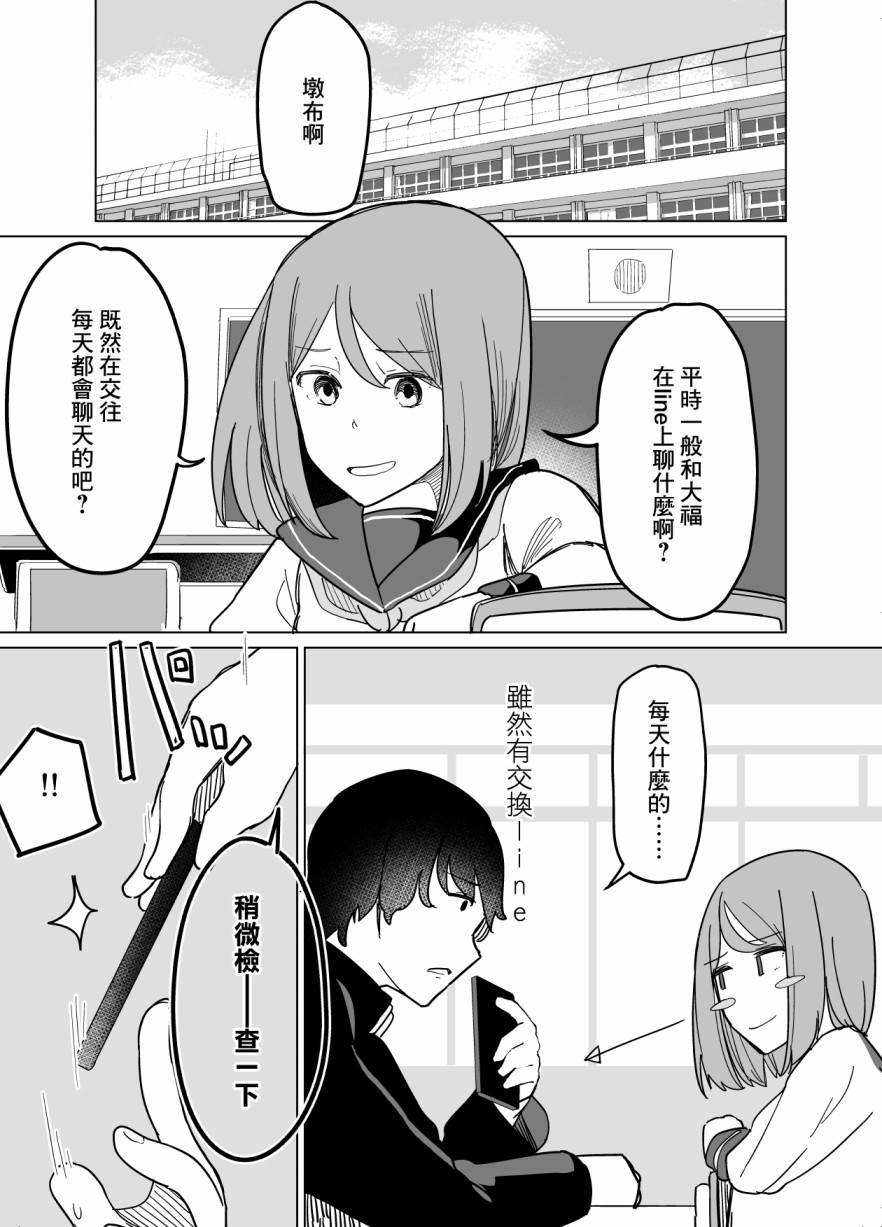 墩布啊
平時一般和大福
在line上聊什麼啊?
既然在交往
每天都會聊天的吧?
每天什麼的……
雖然有交換line
稍微檢——查一下
!!